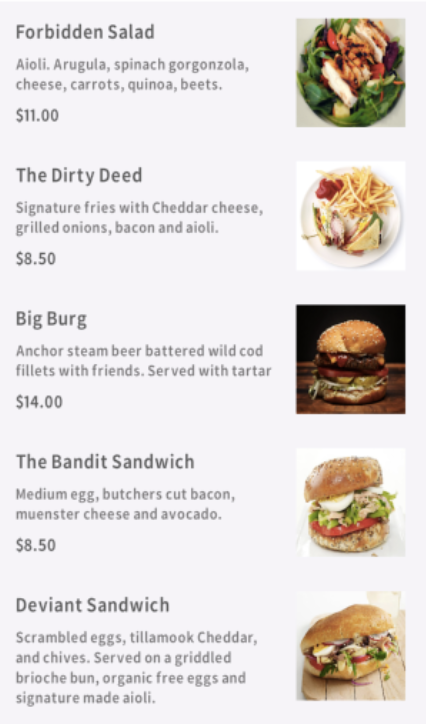 Forbidden Salad
Aioli. Arugula, spinach gorgonzola,
cheese, carrots, quinoa, beets.
$11.00
The Dirty Deed
Signature fries with Cheddar cheese,
grilled onions, bacon and aioli.
$8.50
Big Burg
Anchor steam beer battered wild cod
fillets with friends. Served with tartar
$14.00
The Bandit Sandwich
Medium egg, butchers cut bacon,
muenster cheese and avocado.
$8.50
Deviant Sandwich
Scrambled eggs, tillamook Cheddar,
and chives. Served on a griddled
brioche bun, organic free eggs and
signature made aioli.